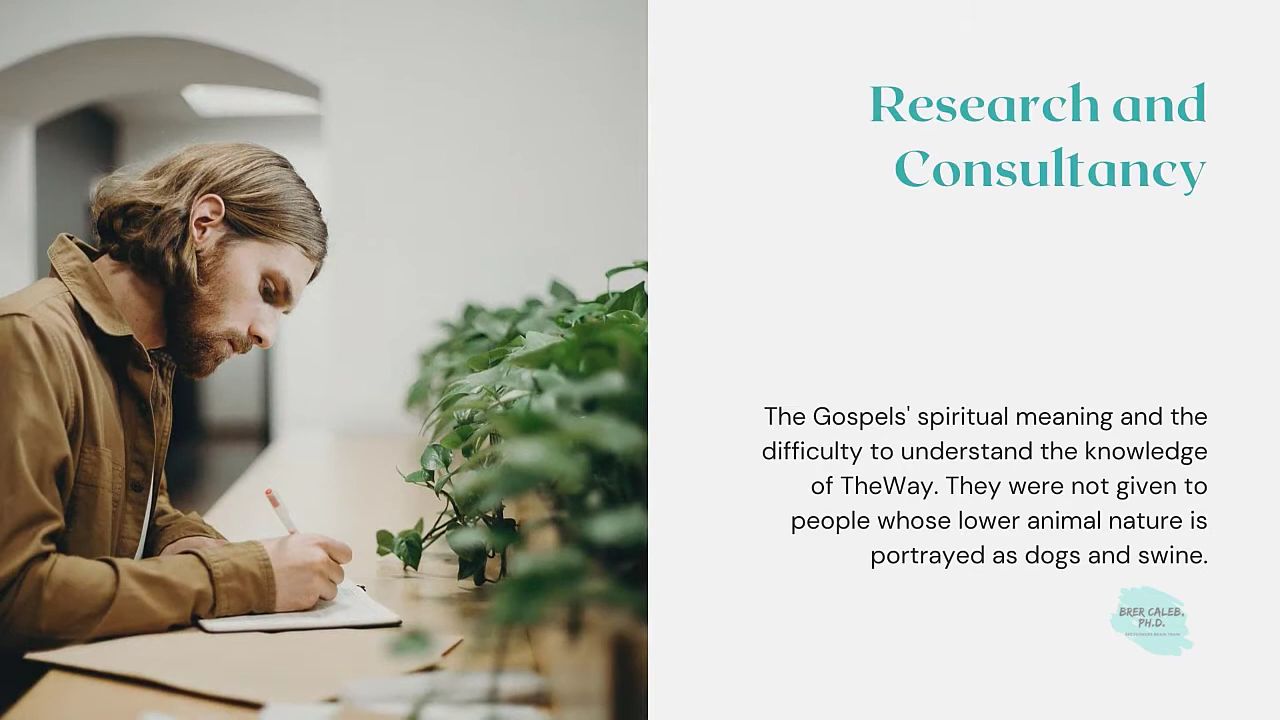 Research and
Consultancy
The Gospels' spiritual meaning and the
difficulty to understand the knowledge
of TheWay. They were not given to
people whose lower animal nature is
portrayed as dogs and swine.
BRER CALEB,
PH.D.